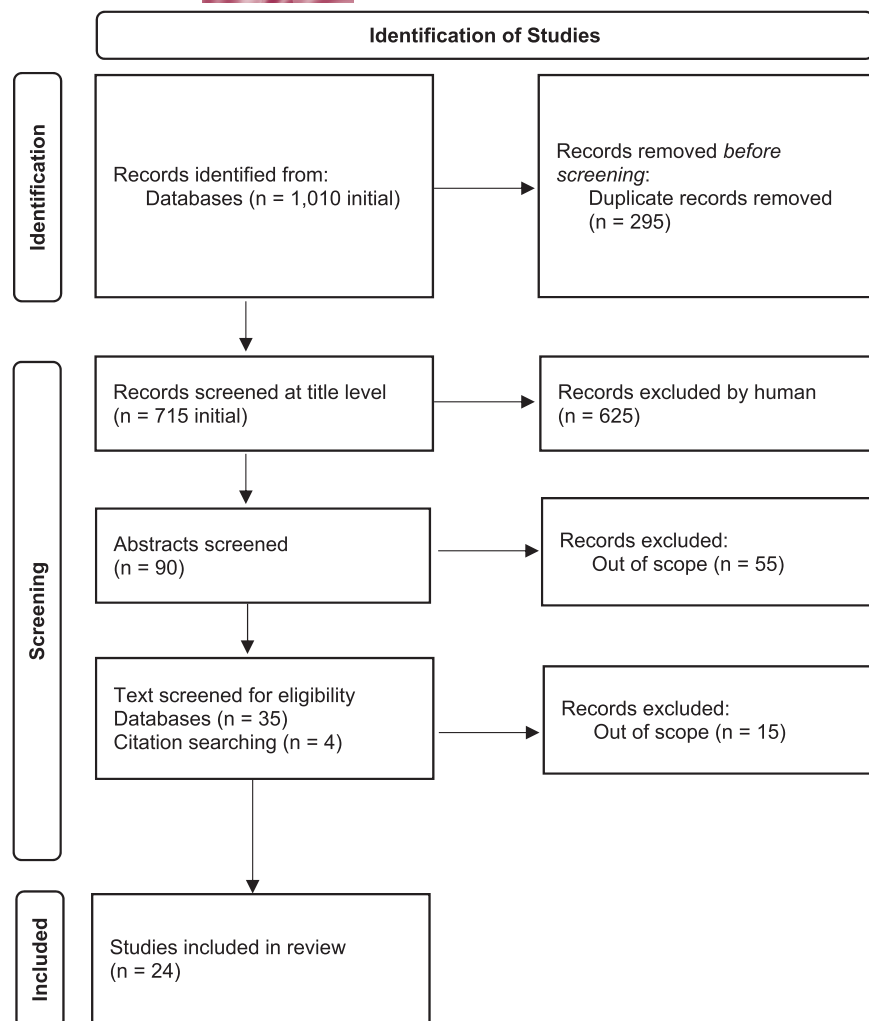 Identification of Studies
Identification
Records identified from:
Databases (n = 1,010 initial)
Records removed before
screening:
Duplicate records removed
(n = 295)
Screening
Records screened at title level
(n = 715 initial)
Records excluded by human
(n = 625)
Abstracts screened
(n = 90)
Records excluded:
Out of scope (n = 55)
Text screened for eligibility
Databases (n = 35)
Citation searching (n = 4)
Records excluded:
Out of scope (n = 15)
Included
Studies included in review
(n = 24)